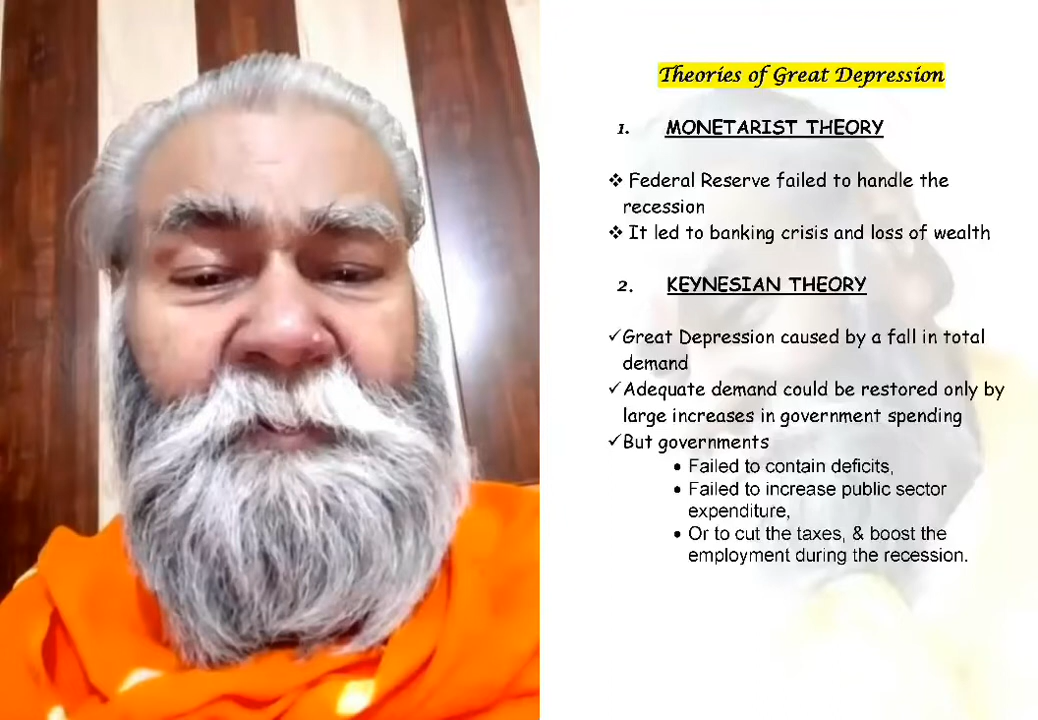 Theories of Great Depression
1. MONETARIST THEORY
❖ Federal Reserve failed to handle the
recession
❖ It led to banking crisis and loss of wealth
2. KEYNESIAN THEORY
✓Great Depression caused by a fall in total
demand
✓Adequate demand could be restored only by
large increases in government spending
✓But governments
• Failed to contain deficits,
• Failed to increase public sector
expenditure,
• Or to cut the taxes, & boost the
employment during the recession.